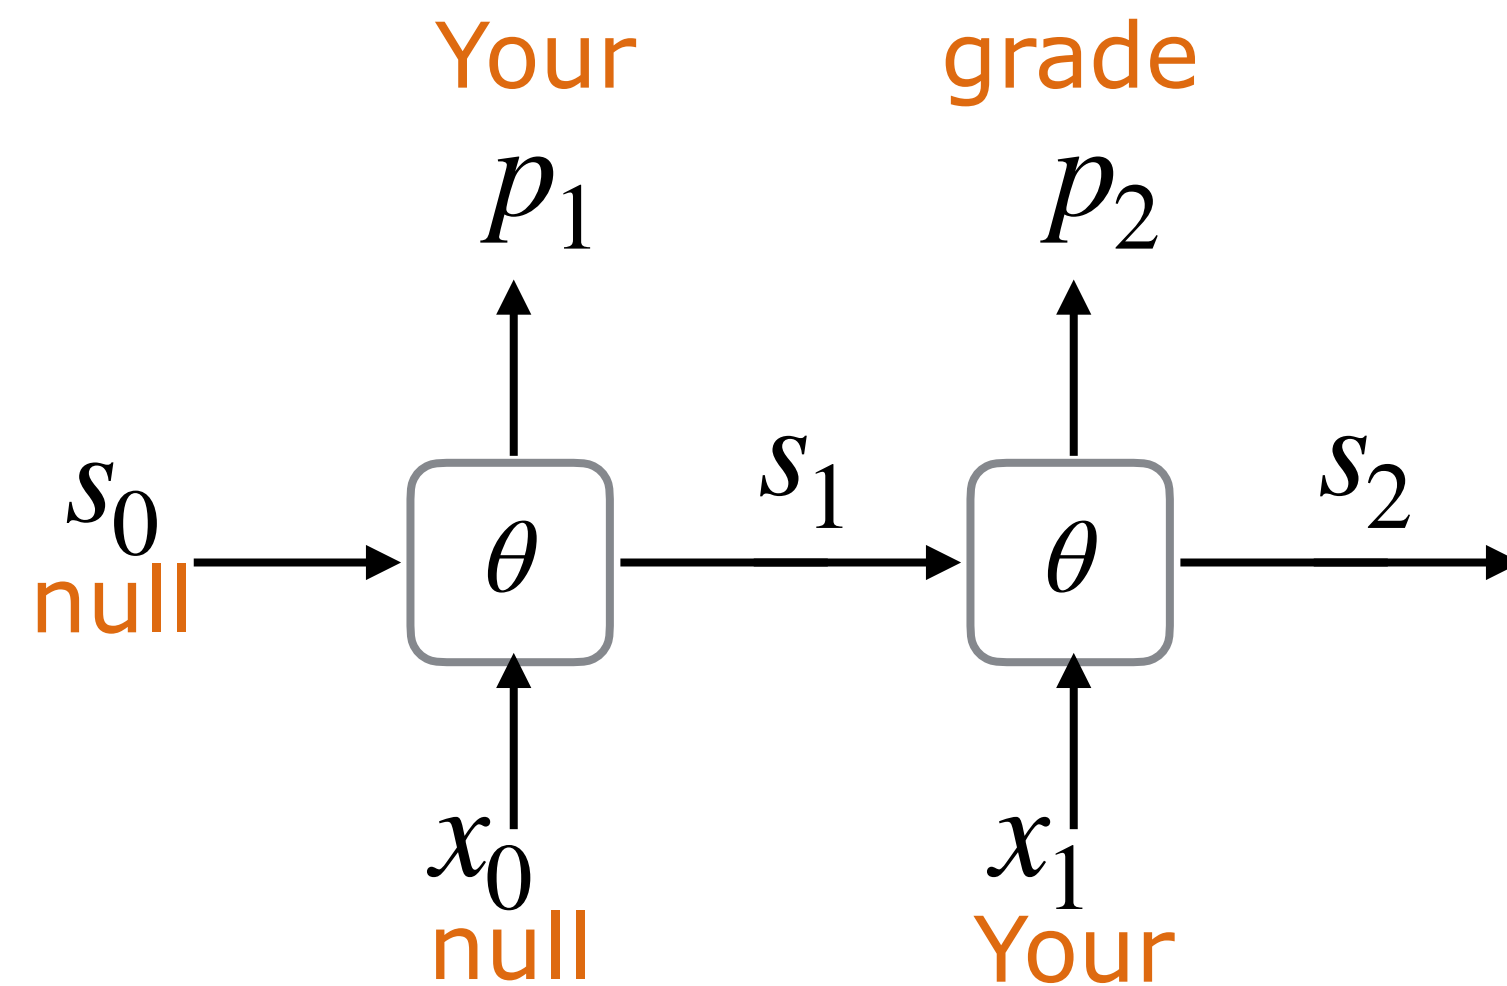 Your grade
p₁ p₂
s₀ s₁ s₂
null
θ θ
x₀ x₁
null Your